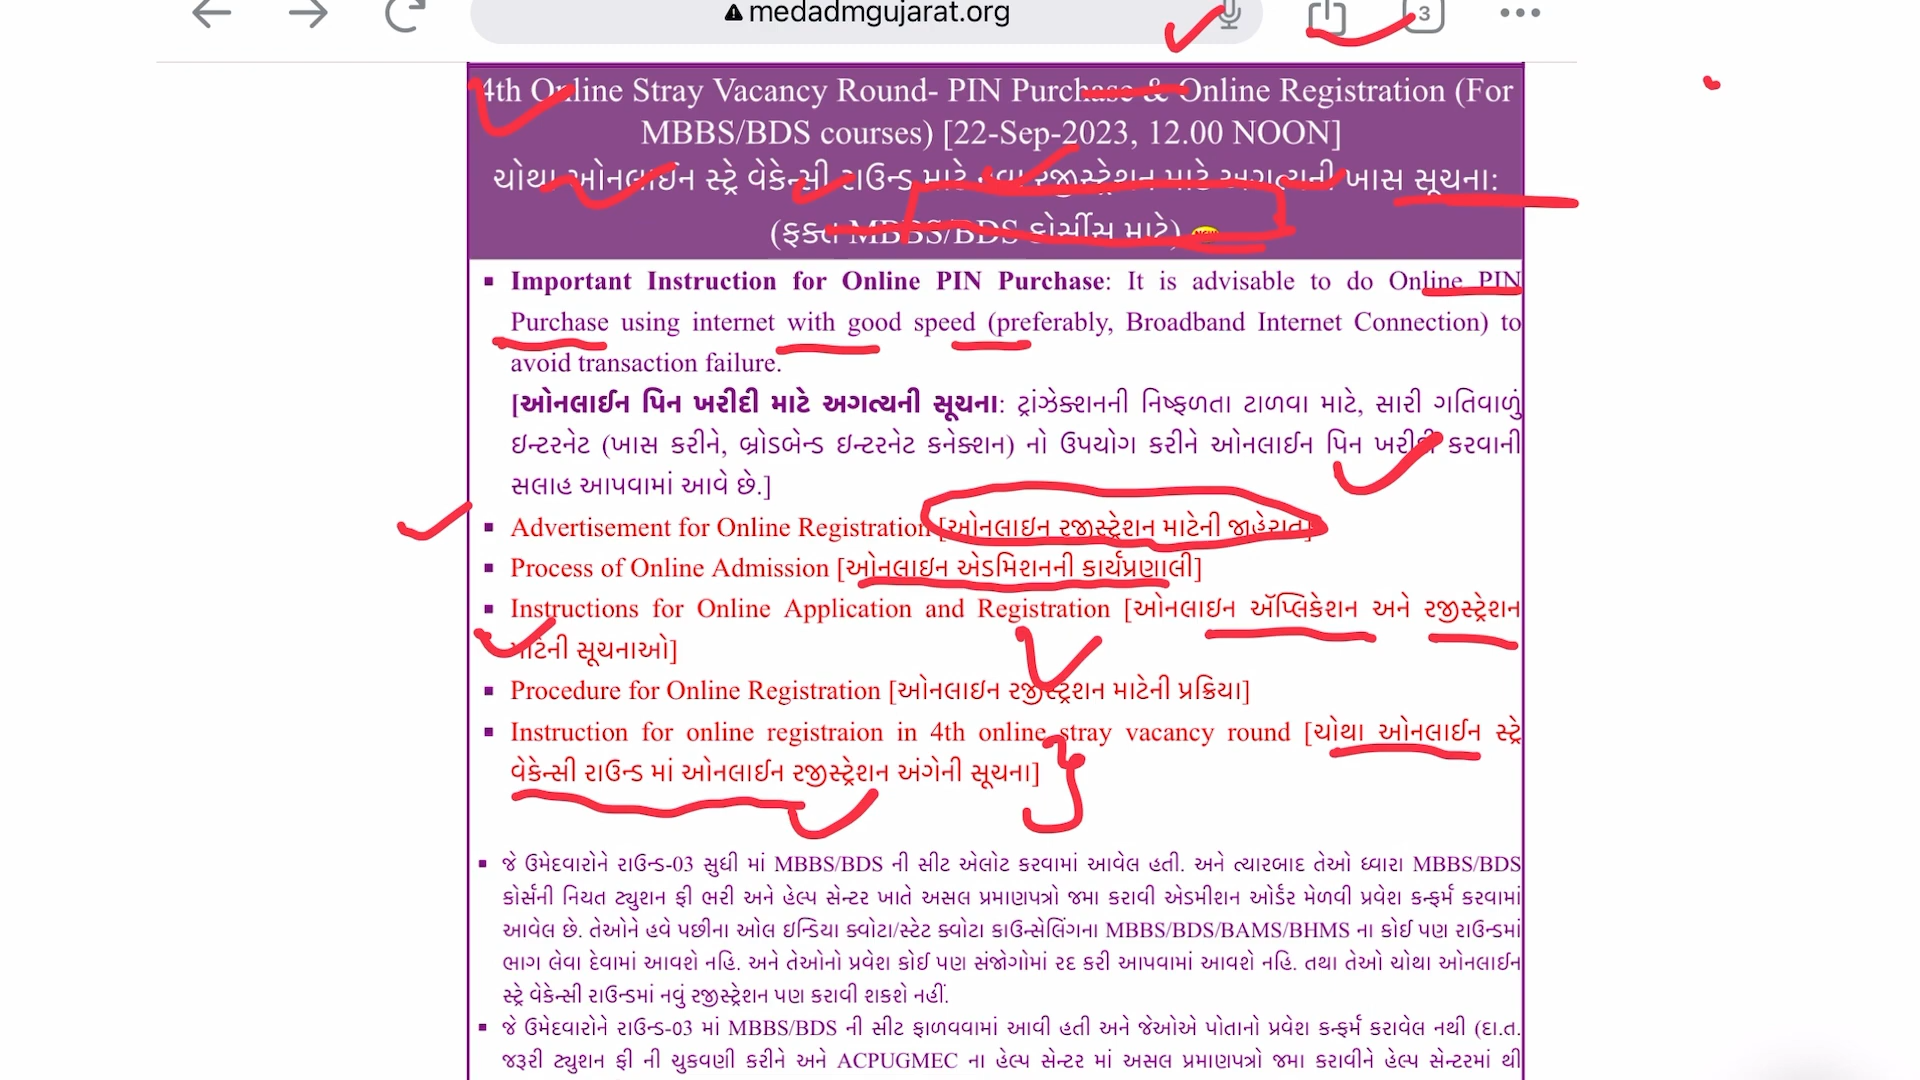 medadmgujarat.org
3
4th Online Stray Vacancy Round- PIN Purchase & Online Registration (For
MBBS/BDS courses) [22-Sep-2023, 12.00 NOON]
ચોથા ઓનલાઈન સ્ટ્રે વેકેન્સી રાઉન્ડ માટે નવા રજીસ્ટ્રેશન માટે અગત્યની ખાસ સૂચના:
(ફક્ત MBBS/BDS કોર્સીસ માટે)
▪ Important Instruction for Online PIN Purchase: It is advisable to do Online PIN
Purchase using internet with good speed (preferably, Broadband Internet Connection) to
avoid transaction failure.
[ઓનલાઈન પિન ખરીદી માટે અગત્યની સૂચના: ટ્રાંઝેક્શનની નિષ્ફળતા ટાળવા માટે, સારી ગતિવાળું
ઇન્ટરનેટ (ખાસ કરીને, બ્રોડબેન્ડ ઇન્ટરનેટ કનેક્શન) નો ઉપયોગ કરીને ઓનલાઈન પિન ખરીદી કરવાની
સલાહ આપવામાં આવે છે.]
▪ Advertisement for Online Registration [ઓનલાઇન રજીસ્ટ્રેશન માટેની જાહેરાત]
▪ Process of Online Admission [ઓનલાઇન એડમિશનની કાર્યપ્રણાલી]
▪ Instructions for Online Application and Registration [ઓનલાઇન ઍપ્લિકેશન અને રજીસ્ટ્રેશન
માટેની સૂચનાઓ]
▪ Procedure for Online Registration [ઓનલાઇન રજીસ્ટ્રેશન માટેની પ્રક્રિયા]
▪ Instruction for online registraion in 4th online stray vacancy round [ચોથા ઓનલાઈન સ્ટ્રે
વેકેન્સી રાઉન્ડ માં ઓનલાઈન રજીસ્ટ્રેશન અંગેની સૂચના]
▪ જે ઉમેદવારોને રાઉન્ડ-03 સુધી માં MBBS/BDS ની સીટ એલોટ કરવામાં આવેલ હતી. અને ત્યારબાદ તેઓ ધ્વારા MBBS/BDS
કોર્સની નિયત ટ્યુશન ફી ભરી અને હેલ્પ સેન્ટર ખાતે અસલ પ્રમાણપત્રો જમા કરાવી એડમીશન ઓર્ડર મેળવી પ્રવેશ કન્ફર્મ કરવામાં
આવેલ છે. તેઓને હવે પછીના ઓલ ઇન્ડિયા ક્વોટા/સ્ટેટ ક્વોટા કાઉન્સેલિંગના MBBS/BDS/BAMS/BHMS ના કોઈ પણ રાઉન્ડમાં
ભાગ લેવા દેવામાં આવશે નહિ. અને તેઓનો પ્રવેશ કોઈ પણ સંજોગોમાં રદ કરી આપવામાં આવશે નહિ. તથા તેઓ ચોથા ઓનલાઈન
સ્ટ્રે વેકેન્સી રાઉન્ડમાં નવું રજીસ્ટ્રેશન પણ કરાવી શકશે નહીં.
▪ જે ઉમેદવારોને રાઉન્ડ-03 માં MBBS/BDS ની સીટ ફાળવવામાં આવી હતી અને જેઓએ પોતાનો પ્રવેશ કન્ફર્મ કરાવેલ નથી (દા.ત.
જરૂરી ટ્યુશન ફી ની ચુકવણી કરીને અને ACPUGMEC ના હેલ્પ સેન્ટર માં અસલ પ્રમાણપત્રો જમા કરાવીને હેલ્પ સેન્ટરમાં થી